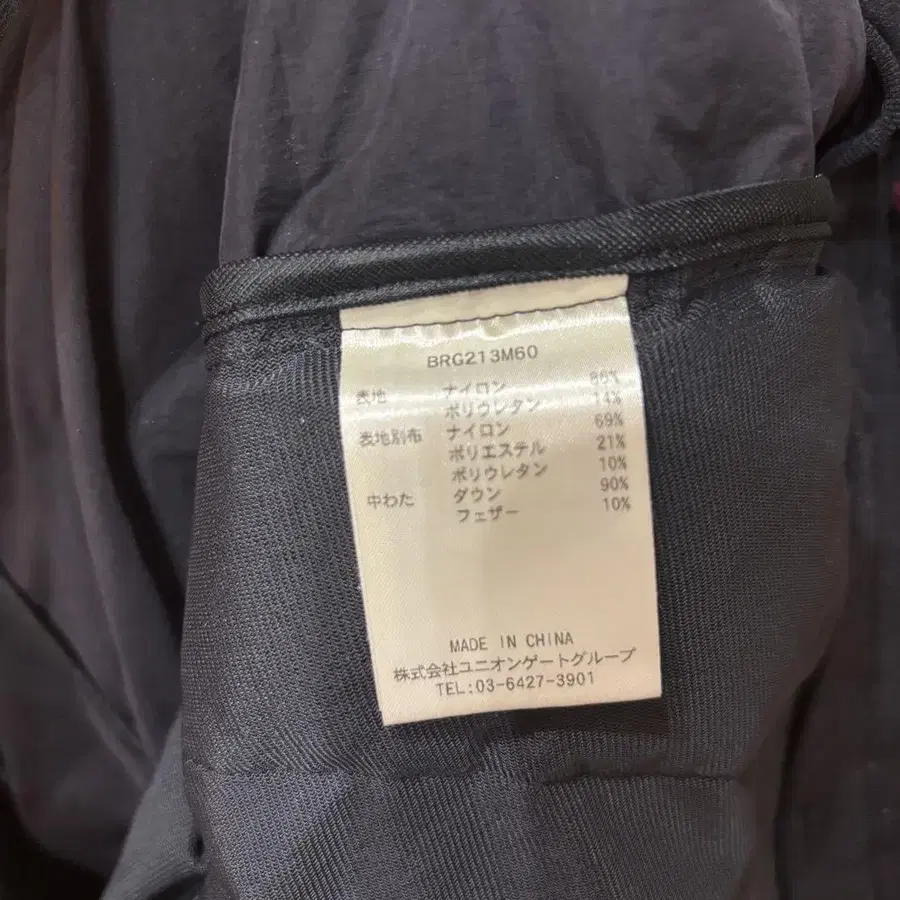 BRG213M60
表地 ナイロン 86%
ポリウレタン 14%
表地別布 ナイロン 69%
ポリエステル 21%
ポリウレタン 10%
中わた ダウン 90%
フェザー 10%
MADE IN CHINA
株式会社ユニオンゲートグループ
TEL:03-6427-3901